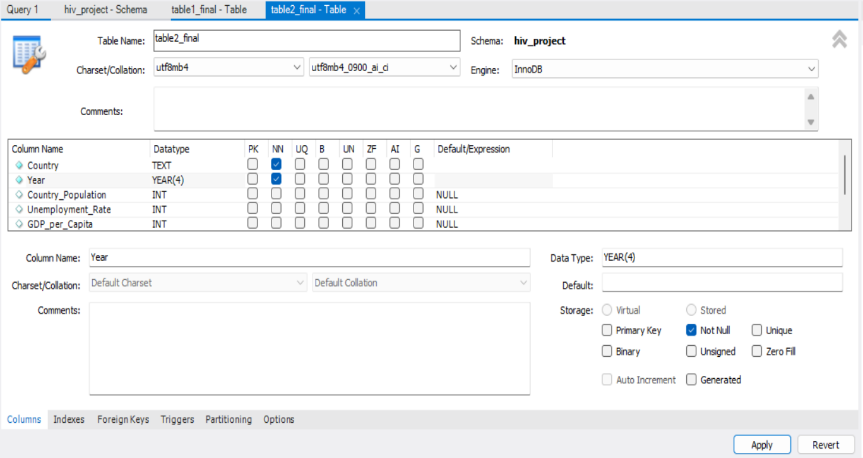 Query 1 hiv_project - Schema table1_final - Table table2_final - Table ×
Table Name: table2_final Schema: hiv_project
Charset/Collation: utf8mb4 utf8mb4_0900_ai_ci Engine: InnoDB
Comments:
Column Name Datatype PK NN UQ B UN ZF AI G Default/Expression
Country TEXT
Year YEAR(4)
Country_Population INT NULL
Unemployment_Rate INT NULL
GDP_per_Capita INT NULL
Column Name: Year Data Type: YEAR(4)
Charset/Collation: Default Charset Default Collation Default:
Comments: Storage: Virtual Stored
Primary Key Not Null Unique
Binary Unsigned Zero Fill
Auto Increment Generated
Columns Indexes Foreign Keys Triggers Partitioning Options
Apply Revert